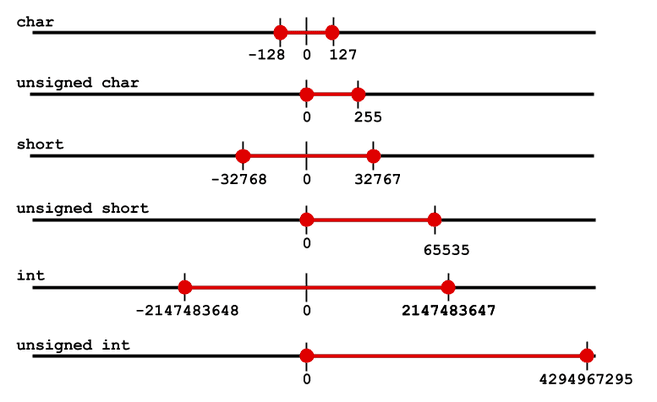 char
-128 0 127
unsigned char
0 255
short
-32768 0 32767
unsigned short
0 65535
int
-2147483648 0 2147483647
unsigned int
0 4294967295